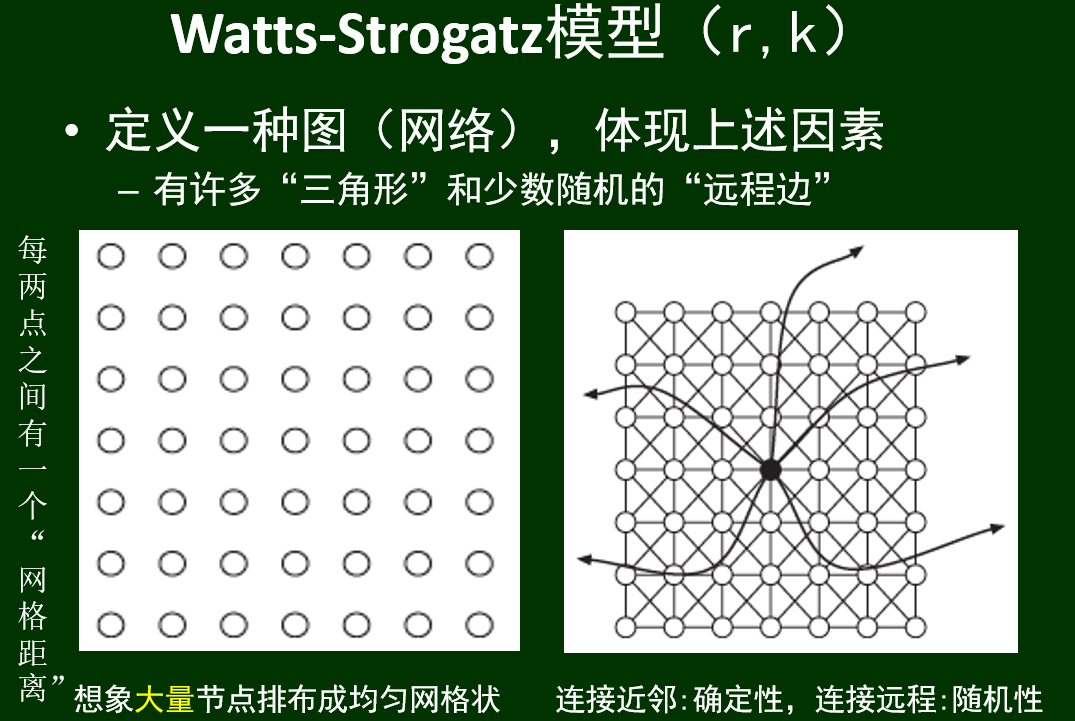 Watts-Strogatz模型（r,k）
• 定义一种图（网络），体现上述因素
– 有许多“三角形”和少数随机的“远程边”
每两点之间有一个“网格距离”
想象大量节点排布成均匀网格状
连接近邻:确定性，连接远程:随机性